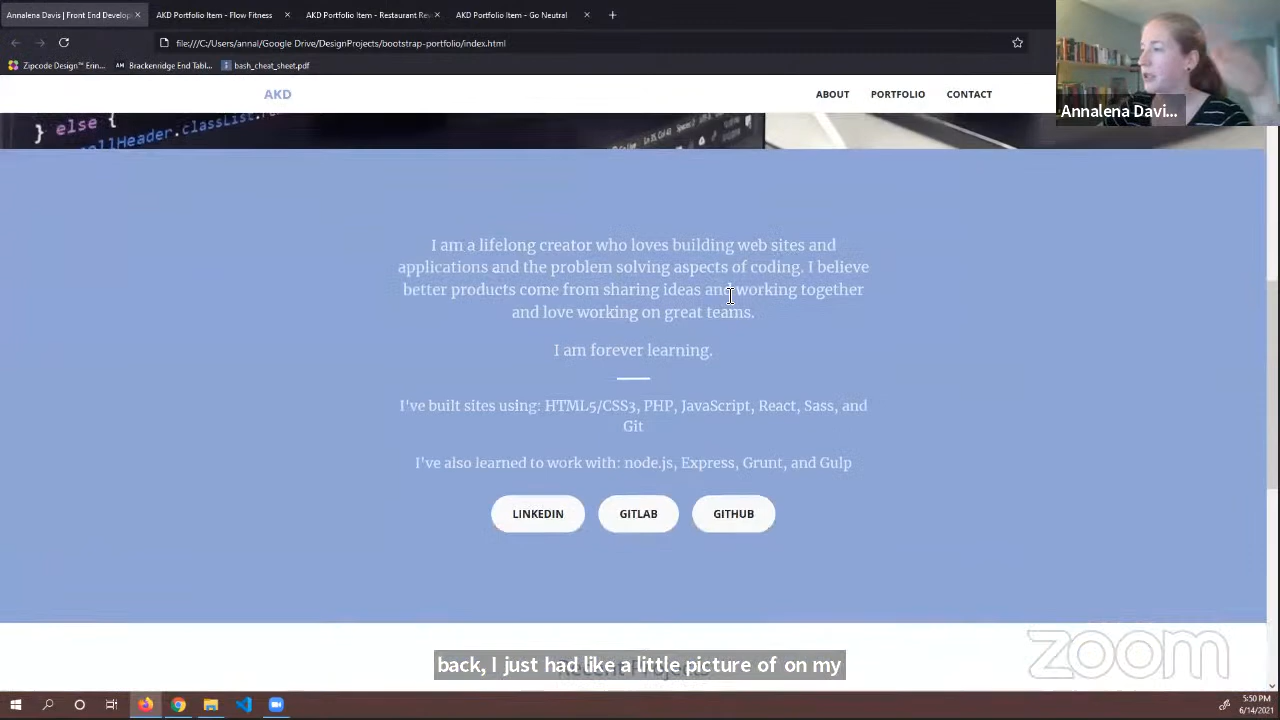 Annalena Davis | Front End Develop
AKD Portfolio Item - Flow Fitness
AKD Portfolio Item - Restaurant Re
AKD Portfolio Item - Go Neutral
file:///C:/Users/annal/Google Drive/DesignProjects/bootstrap-portfolio/index.html
Zipcode Design™ Erin...
Brackenridge End Tabl...
bash_cheat_sheet.pdf
AKD
ABOUT
PORTFOLIO
CONTACT
Annalena Davi...
} else {
llHeader.classList.
I am a lifelong creator who loves building web sites and
applications and the problem solving aspects of coding. I believe
better products come from sharing ideas and working together
and love working on great teams.
I am forever learning.
I've built sites using: HTML5/CSS3, PHP, JavaScript, React, Sass, and
Git
I've also learned to work with: node.js, Express, Grunt, and Gulp
LINKEDIN
GITLAB
GITHUB
Recent Projects
back, I just had like a little picture of on my
zoom
5:50 PM
6/14/2021